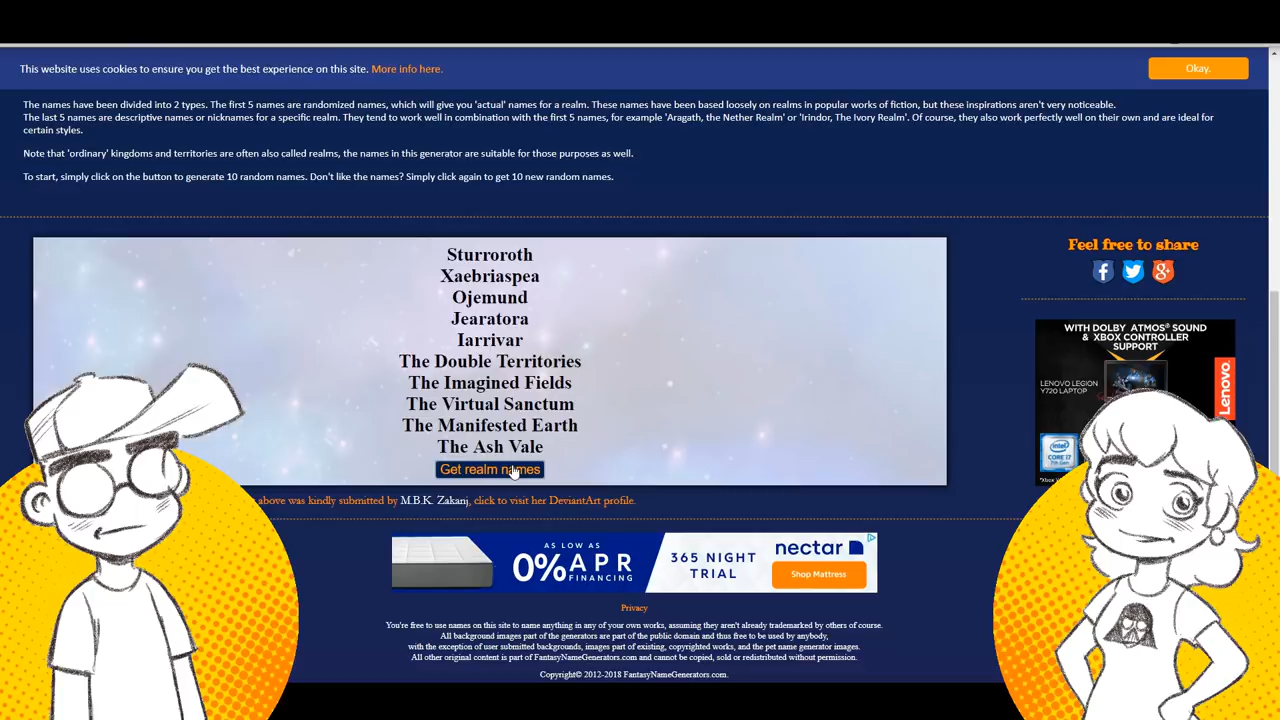 This website uses cookies to ensure you get the best experience on this site. More info here.
Okay.
The names have been divided into 2 types. The first 5 names are randomized names, which will give you 'actual' names for a realm. These names have been based loosely on realms in popular works of fiction, but these inspirations aren't very noticeable.
The last 5 names are descriptive names or nicknames for a specific realm. They tend to work well in combination with the first 5 names, for example 'Aragath, the Nether Realm' or 'Irindor, The Ivory Realm'. Of course, they also work perfectly well on their own and are ideal for
certain styles.
Note that 'ordinary' kingdoms and territories are often also called realms, the names in this generator are suitable for those purposes as well.
To start, simply click on the button to generate 10 random names. Don't like the names? Simply click again to get 10 new random names.
Sturroroth
Xaebriaspea
Ojemund
Jearatora
Iarrivar
The Double Territories
The Imagined Fields
The Virtual Sanctum
The Manifested Earth
The Ash Vale
Get realm names
above was kindly submitted by M.B.K. Zakanj, click to visit her DeviantArt profile.
Feel free to share
WITH DOLBY ATMOS® SOUND
& XBOX CONTROLLER
SUPPORT
LENOVO LEGION
Y720 LAPTOP
Lenovo
intel
CORE i7
AS LOW AS
0% APR
FINANCING
365 NIGHT
TRIAL
nectar
Shop Mattress
Privacy
You're free to use names on this site to name anything in any of your own works, assuming they aren't already trademarked by others of course.
All background images part of the generators are part of the public domain and thus free to be used by anybody,
with the exception of user submitted backgrounds, images part of existing, copyrighted works, and the pet name generator images.
All other original content is part of FantasyNameGenerators.com and cannot be copied, sold or redistributed without permission.
Copyright© 2012-2018 FantasyNameGenerators.com.